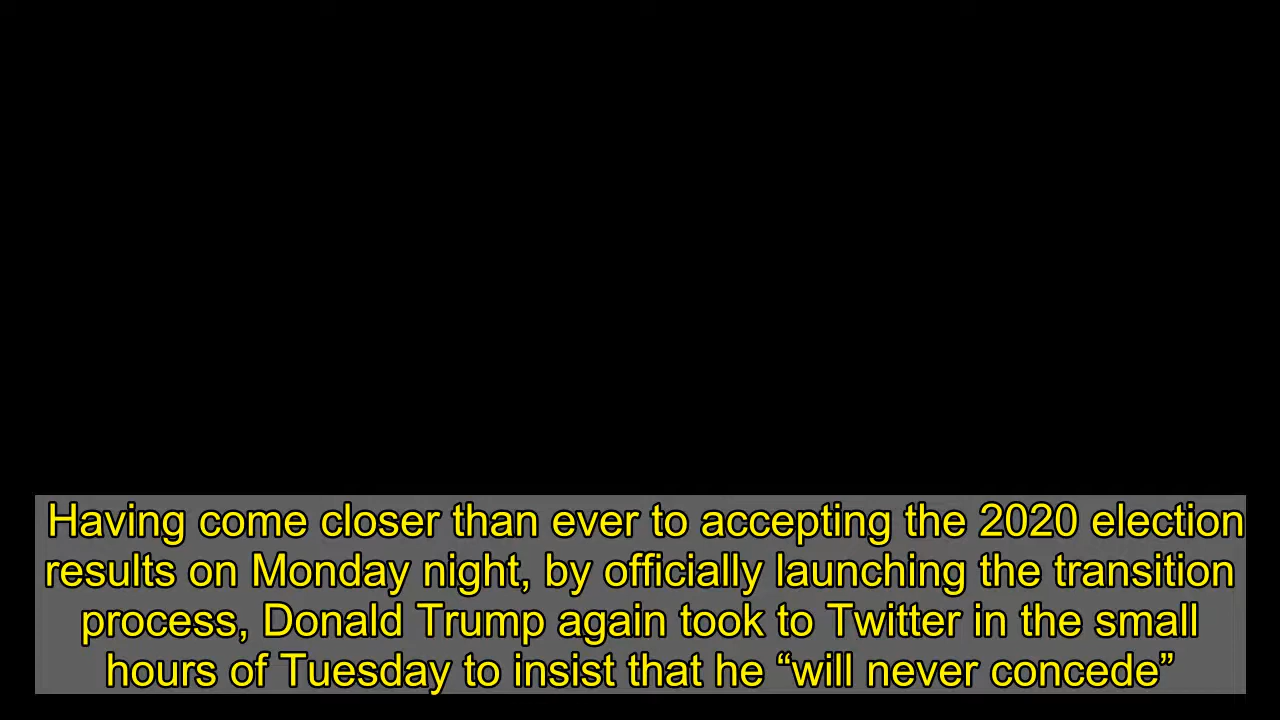 Having come closer than ever to accepting the 2020 election
results on Monday night, by officially launching the transition
process, Donald Trump again took to Twitter in the small
hours of Tuesday to insist that he “will never concede”